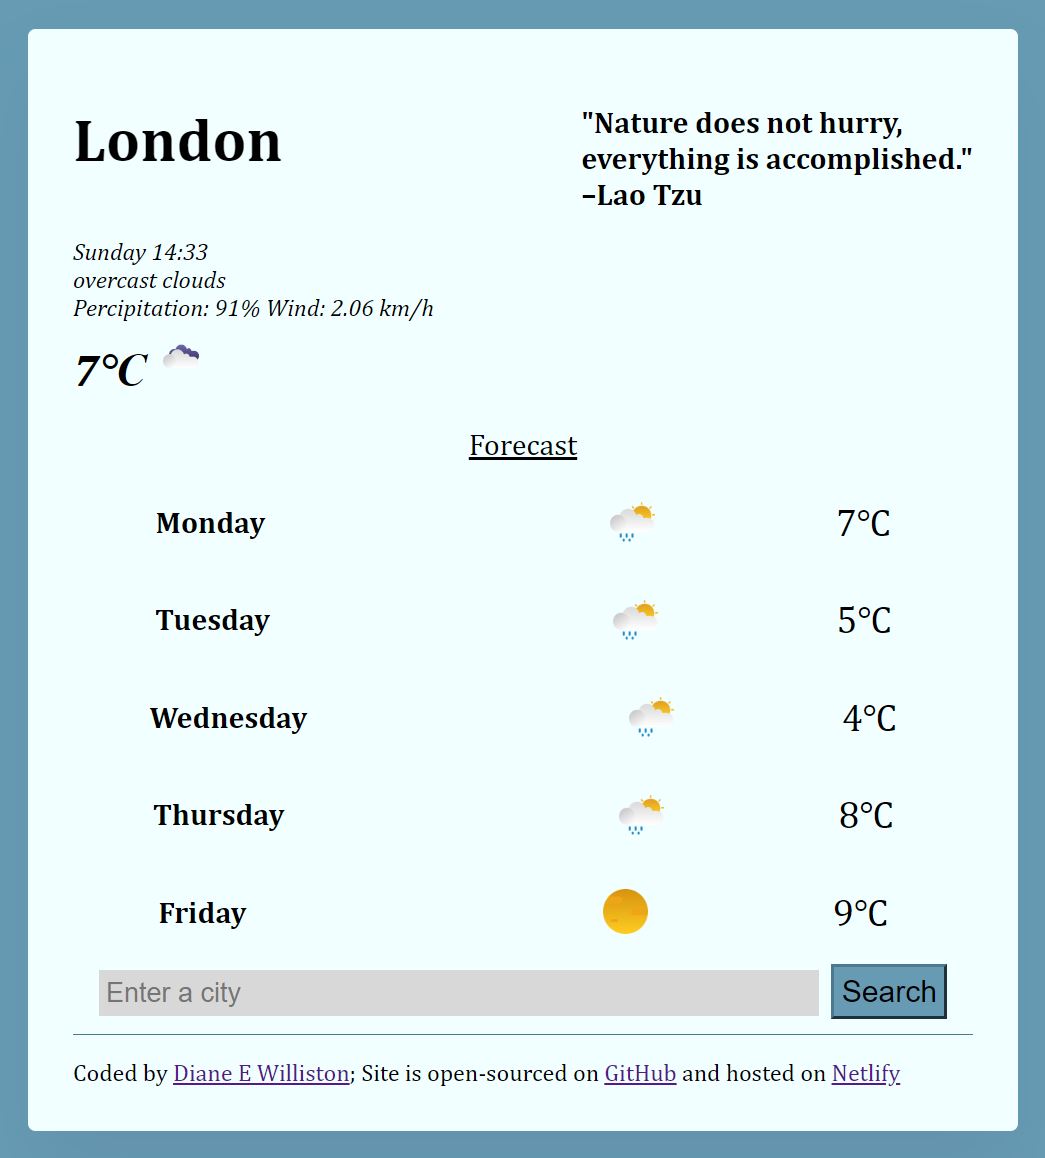 London
"Nature does not hurry,
everything is accomplished."
–Lao Tzu
Sunday 14:33
overcast clouds
Percipitation: 91% Wind: 2.06 km/h
7°C
Forecast
Monday 7°C
Tuesday 5°C
Wednesday 4°C
Thursday 8°C
Friday 9°C
Enter a city Search
Coded by Diane E Williston; Site is open-sourced on GitHub and hosted on Netlify